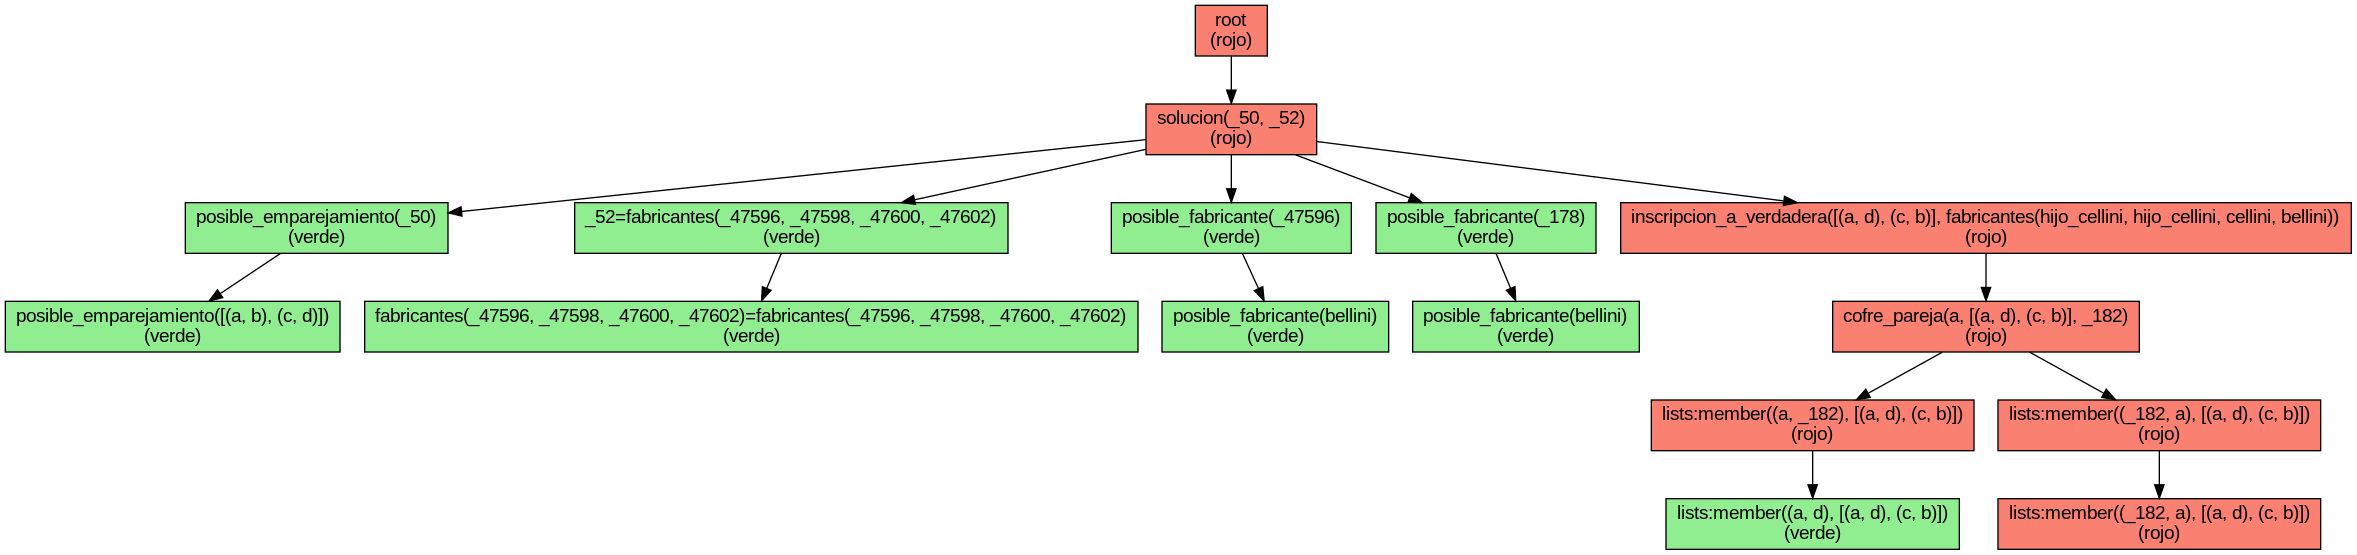 root
(rojo)
solucion(_50, _52)
(rojo)
posible_emparejamiento(_50)
(verde)
_52=fabricantes(_47596, _47598, _47600, _47602)
(verde)
posible_fabricante(_47596)
(verde)
posible_fabricante(_178)
(verde)
inscripcion_a_verdadera([(a, d), (c, b)], fabricantes(hijo_cellini, hijo_cellini, cellini, bellini))
(rojo)
posible_emparejamiento([(a, b), (c, d)])
(verde)
fabricantes(_47596, _47598, _47600, _47602)=fabricantes(_47596, _47598, _47600, _47602)
(verde)
posible_fabricante(bellini)
(verde)
posible_fabricante(bellini)
(verde)
cofre_pareja(a, [(a, d), (c, b)], _182)
(rojo)
lists:member((a, _182), [(a, d), (c, b)])
(rojo)
lists:member((_182, a), [(a, d), (c, b)])
(rojo)
lists:member((a, d), [(a, d), (c, b)])
(verde)
lists:member((_182, a), [(a, d), (c, b)])
(rojo)